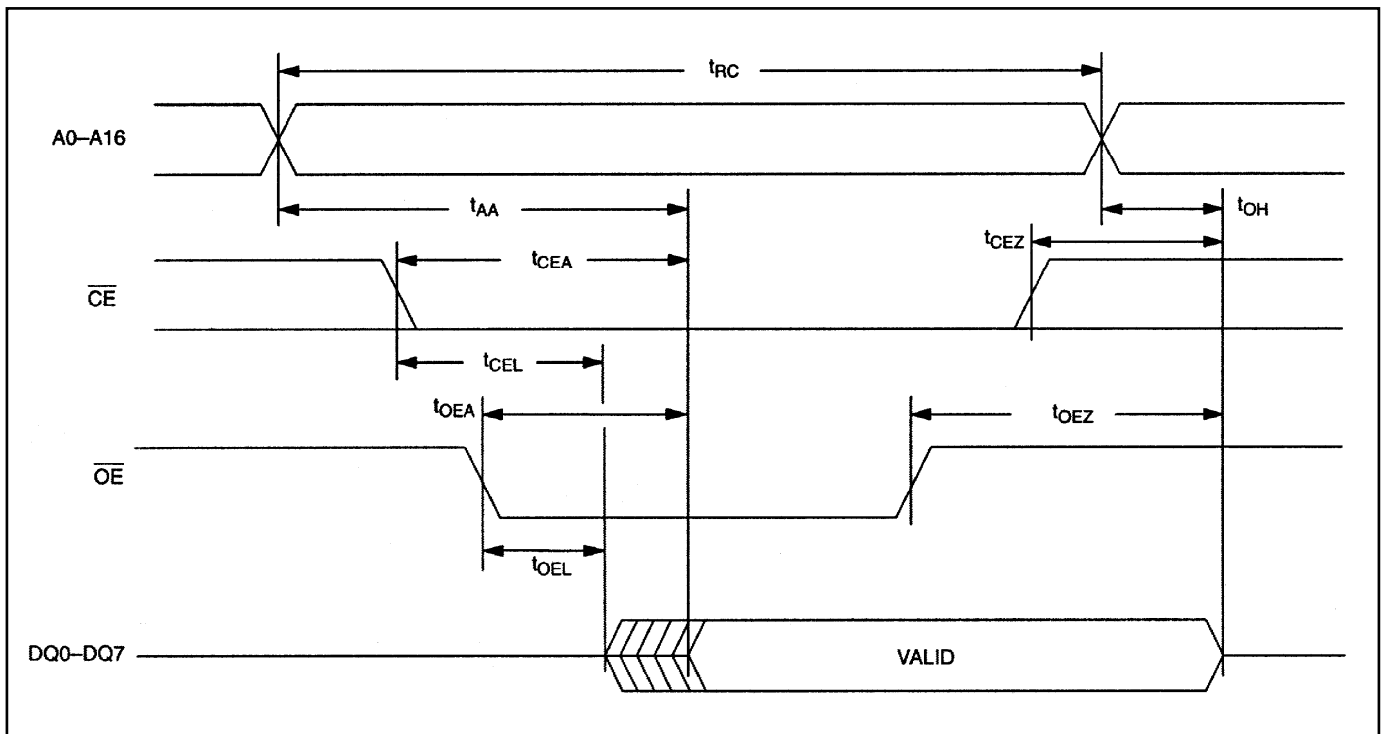 tRC
A0–A16
tAA
tOH
tCEZ
tCEA
CE
tCEL
tOEA
tOEZ
OE
tOEL
DQ0–DQ7
VALID